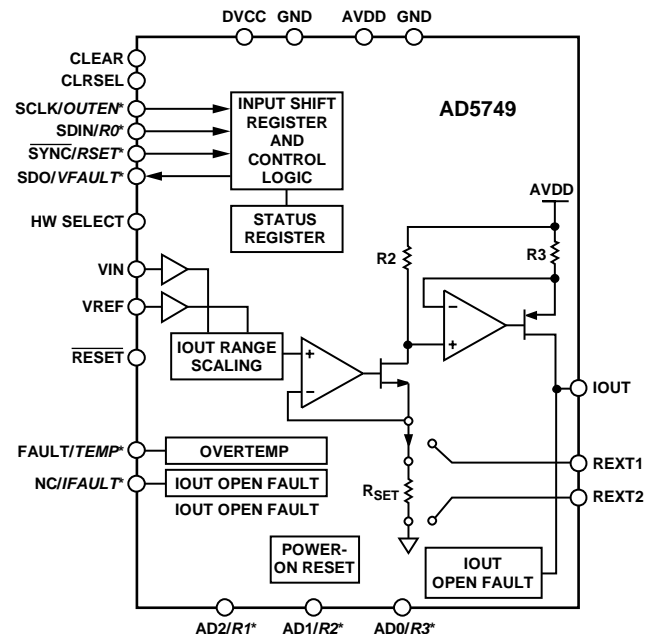 DVCC GND AVDD GND
CLEAR
CLRSEL
SCLK/OUTEN*
SDIN/R0*
SYNC/RSET*
SDO/VFAULT*
HW SELECT
VIN
VREF
RESET
FAULT/TEMP*
NC/IFAULT*
INPUT SHIFT
REGISTER
AND
CONTROL
LOGIC
STATUS
REGISTER
AD5749
AVDD
R2
R3
IOUT RANGE
SCALING
+
−
−
+
IOUT
REXT1
REXT2
RSET
OVERTEMP
IOUT OPEN FAULT
IOUT OPEN FAULT
POWER-
ON RESET
IOUT
OPEN FAULT
AD2/R1* AD1/R2* AD0/R3*